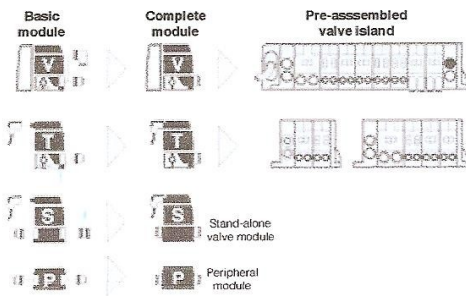 Basic
module
Complete
module
Pre-asssembled
valve island
V
V
T
T
S
S
Stand-alone
valve module
P
P
Peripheral
module